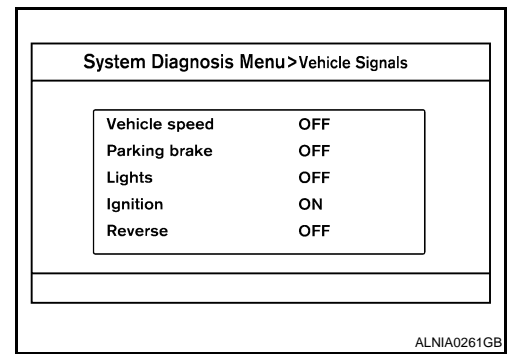 System Diagnosis Menu>Vehicle Signals
Vehicle speed OFF
Parking brake OFF
Lights OFF
Ignition ON
Reverse OFF
ALNIA0261GB